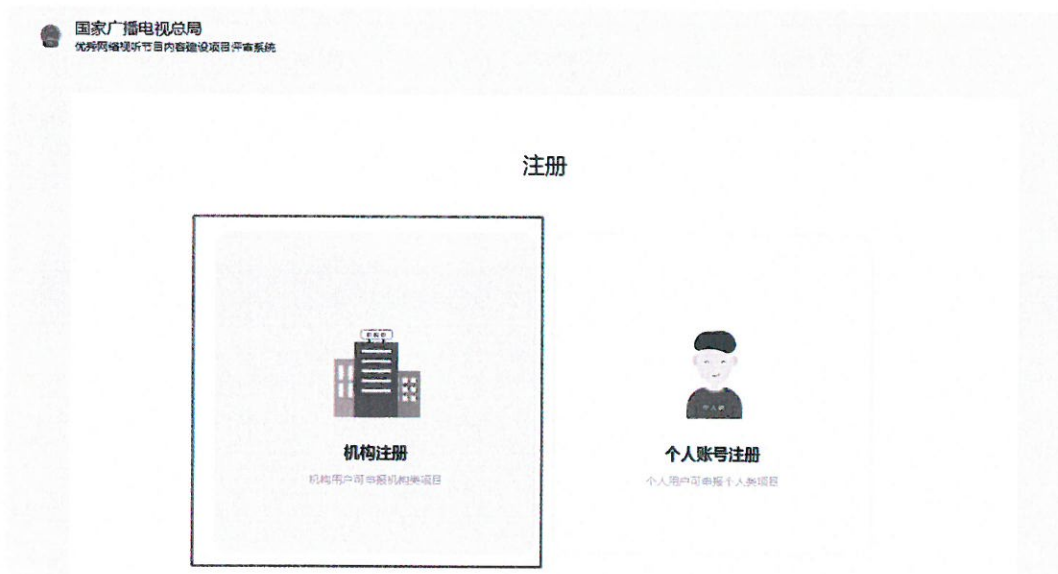 国家广播电视总局
优秀网络视听节目内容建设项目评审系统
注册
机构注册
机构用户可申报机构类项目
个人账号注册
个人用户可申报个人类项目